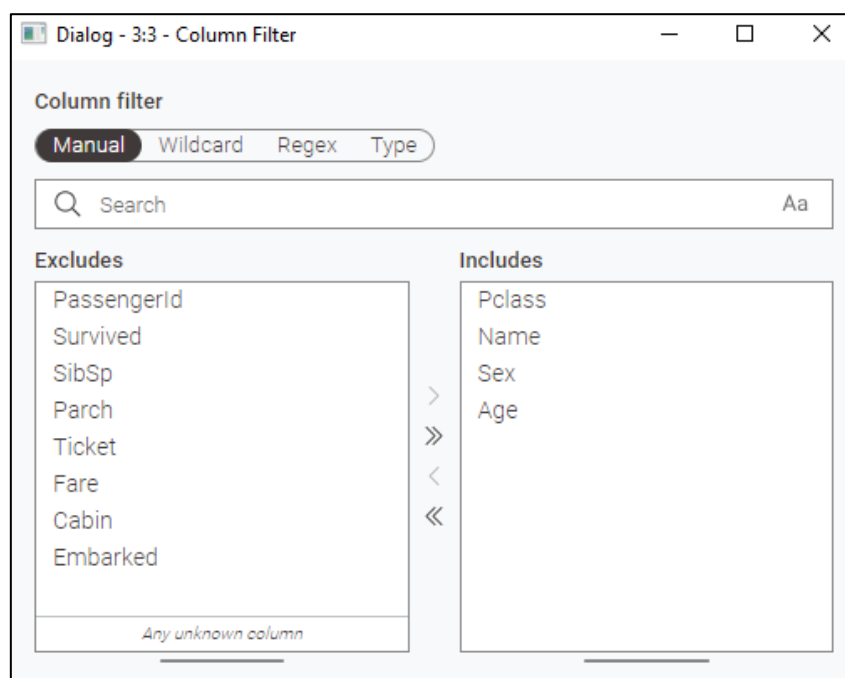 Dialog - 3:3 - Column Filter
Column filter
Manual Wildcard Regex Type
Search Aa
Excludes
PassengerId
Survived
SibSp
Parch
Ticket
Fare
Cabin
Embarked
Any unknown column
Includes
Pclass
Name
Sex
Age